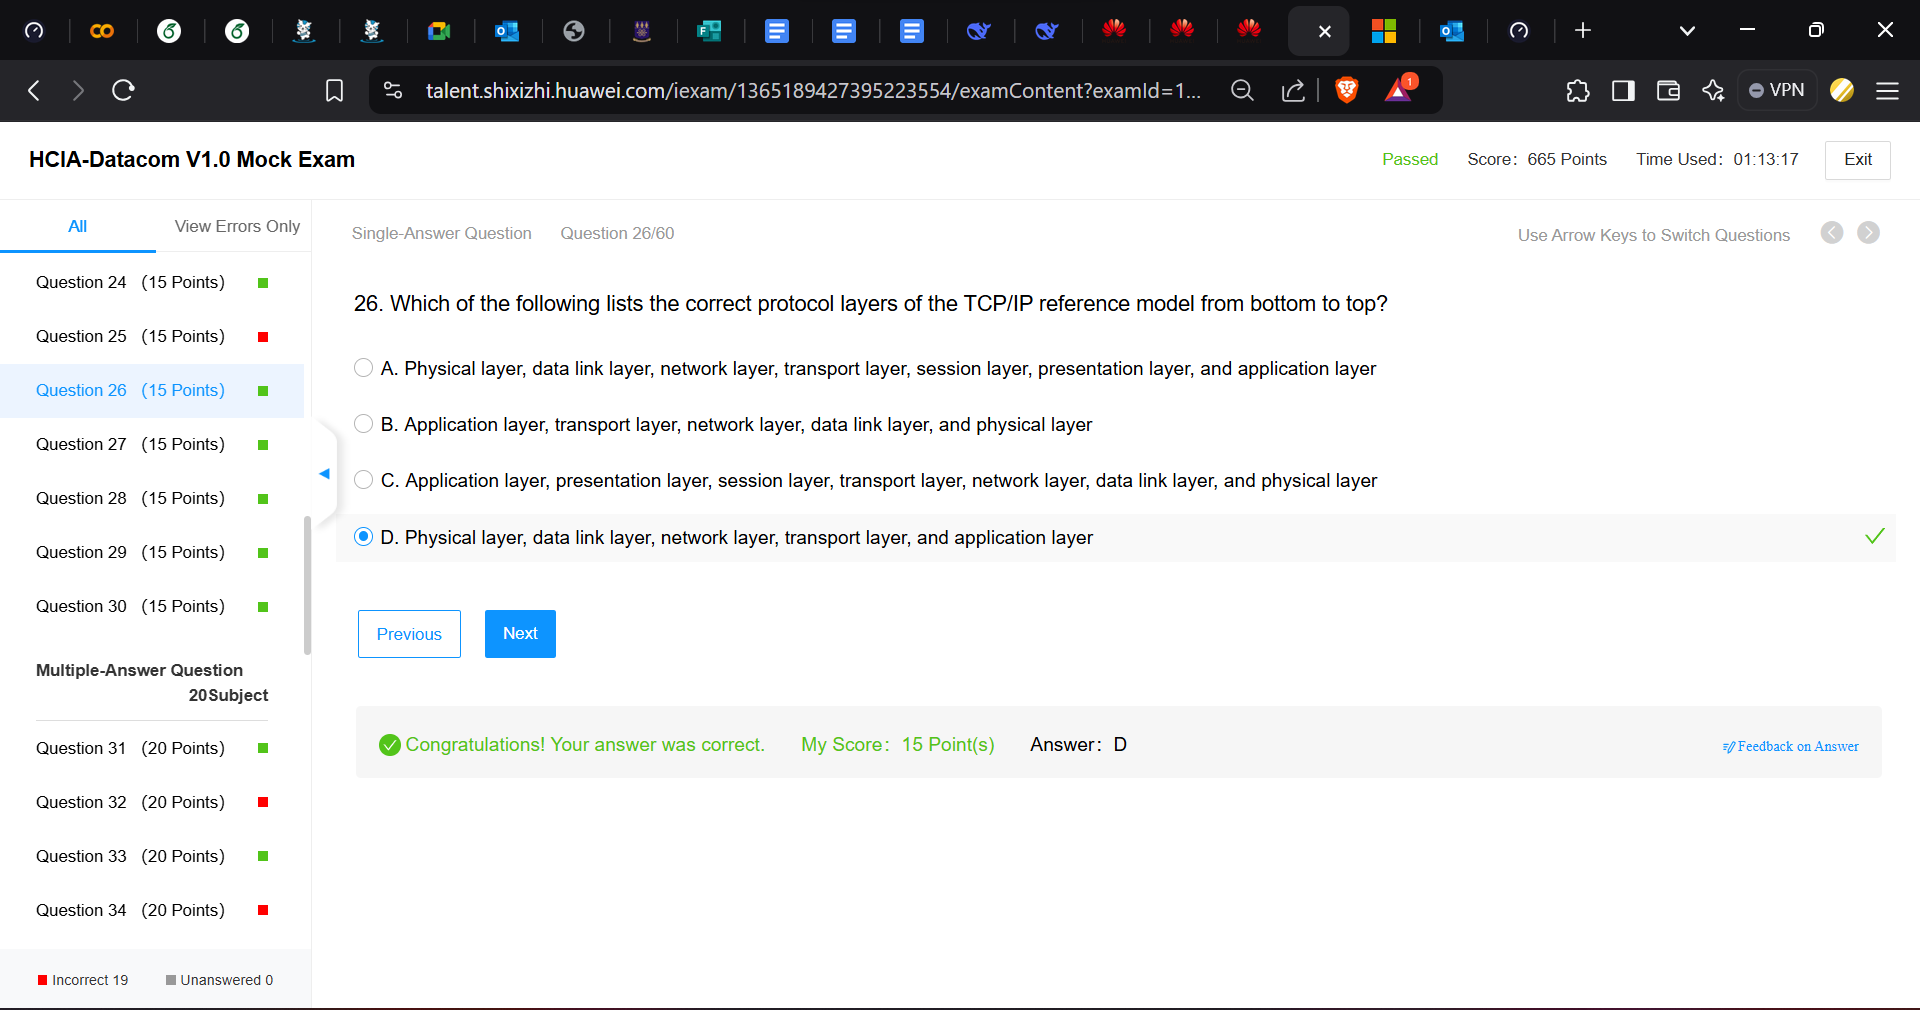 talent.shixizhi.huawei.com/iexam/1365189427395223554/examContent?examId=1...
1
VPN
HCIA-Datacom V1.0 Mock Exam
Passed
Score: 665 Points
Time Used: 01:13:17
Exit
All
View Errors Only
Single-Answer Question
Question 26/60
Use Arrow Keys to Switch Questions
Question 24 (15 Points)
Question 25 (15 Points)
Question 26 (15 Points)
Question 27 (15 Points)
Question 28 (15 Points)
Question 29 (15 Points)
Question 30 (15 Points)
Multiple-Answer Question
20Subject
Question 31 (20 Points)
Question 32 (20 Points)
Question 33 (20 Points)
Question 34 (20 Points)
Incorrect 19
Unanswered 0
26. Which of the following lists the correct protocol layers of the TCP/IP reference model from bottom to top?
A. Physical layer, data link layer, network layer, transport layer, session layer, presentation layer, and application layer
B. Application layer, transport layer, network layer, data link layer, and physical layer
C. Application layer, presentation layer, session layer, transport layer, network layer, data link layer, and physical layer
D. Physical layer, data link layer, network layer, transport layer, and application layer
Previous
Next
Congratulations! Your answer was correct.
My Score: 15 Point(s)
Answer: D
Feedback on Answer